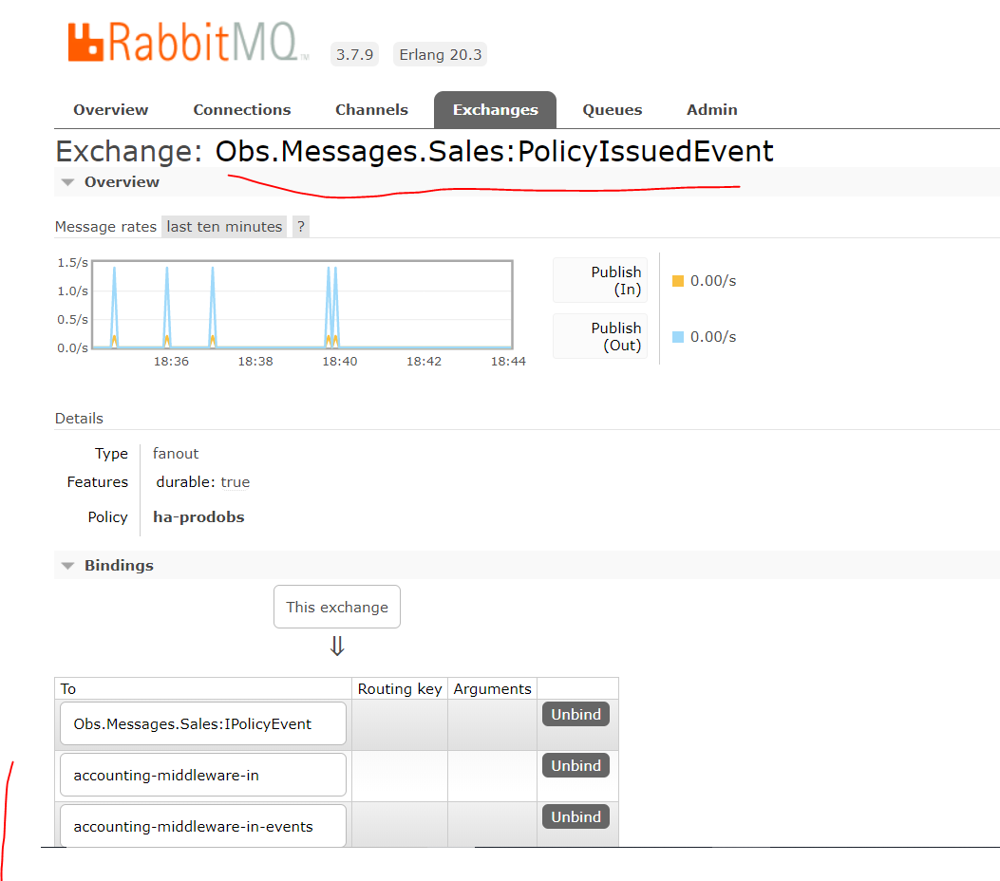 RabbitMQ TM 3.7.9 Erlang 20.3
Overview Connections Channels Exchanges Queues Admin
Exchange: Obs.Messages.Sales:PolicyIssuedEvent
Overview
Message rates last ten minutes ?
1.5/s
1.0/s
0.5/s
0.0/s
18:36 18:38 18:40 18:42 18:44
Publish
(In)
0.00/s
Publish
(Out)
0.00/s
Details
Type fanout
Features durable: true
Policy ha-prodobs
Bindings
This exchange
⇓
To Routing key Arguments
Obs.Messages.Sales:IPolicyEvent Unbind
accounting-middleware-in Unbind
accounting-middleware-in-events Unbind